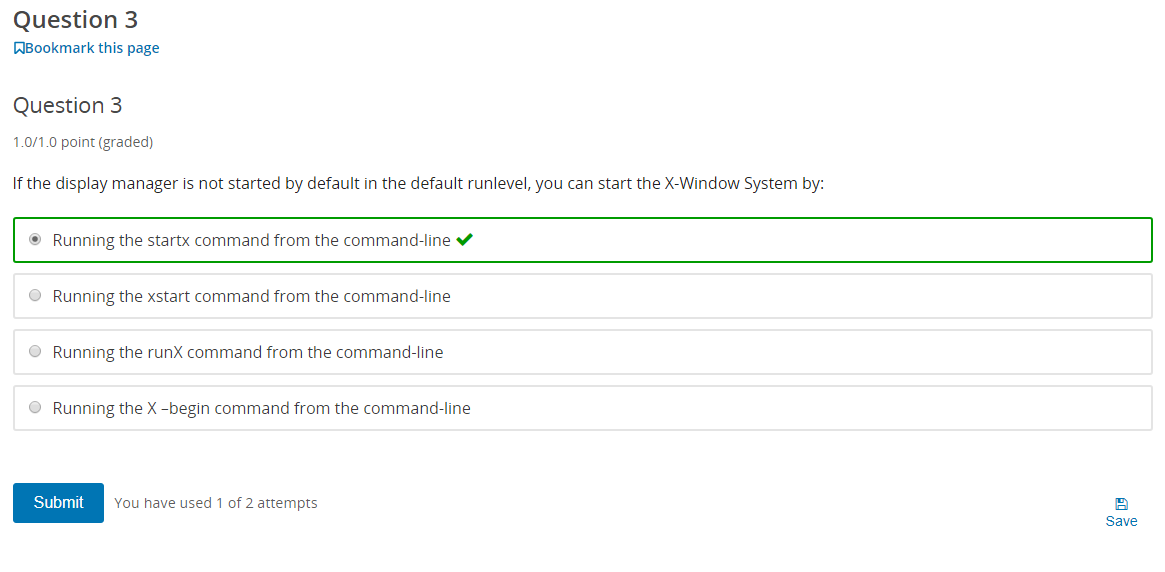 Question 3
Bookmark this page
Question 3
1.0/1.0 point (graded)
If the display manager is not started by default in the default runlevel, you can start the X-Window System by:
Running the startx command from the command-line
Running the xstart command from the command-line
Running the runX command from the command-line
Running the X –begin command from the command-line
Submit You have used 1 of 2 attempts
Save